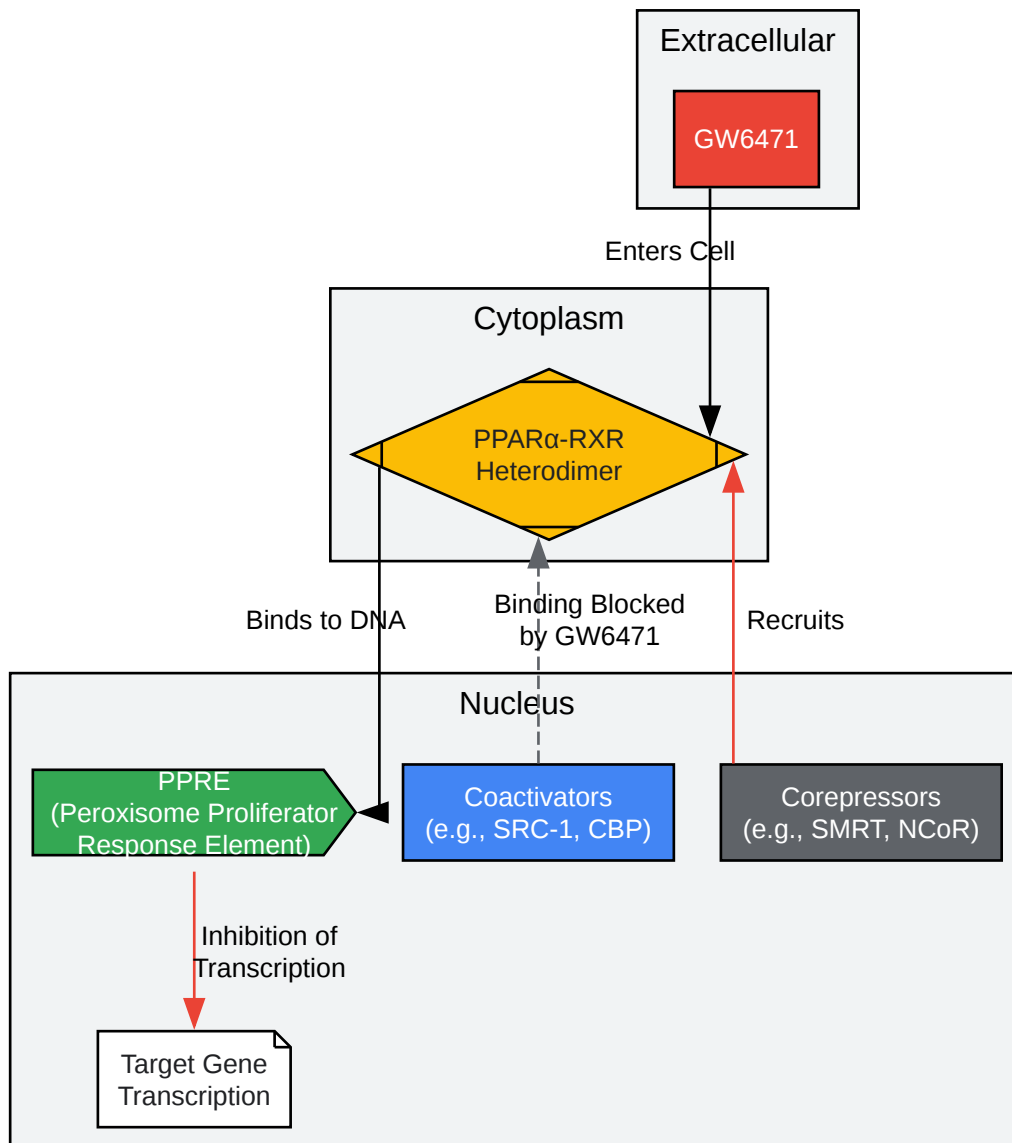 Extracellular
GW6471
Enters Cell
Cytoplasm
PPARα-RXR
Heterodimer
Binds to DNA
Binding Blocked
by GW6471
Recruits
Nucleus
PPRE
(Peroxisome Proliferator
Response Element)
Coactivators
(e.g., SRC-1, CBP)
Corepressors
(e.g., SMRT, NCoR)
Inhibition of
Transcription
Target Gene
Transcription